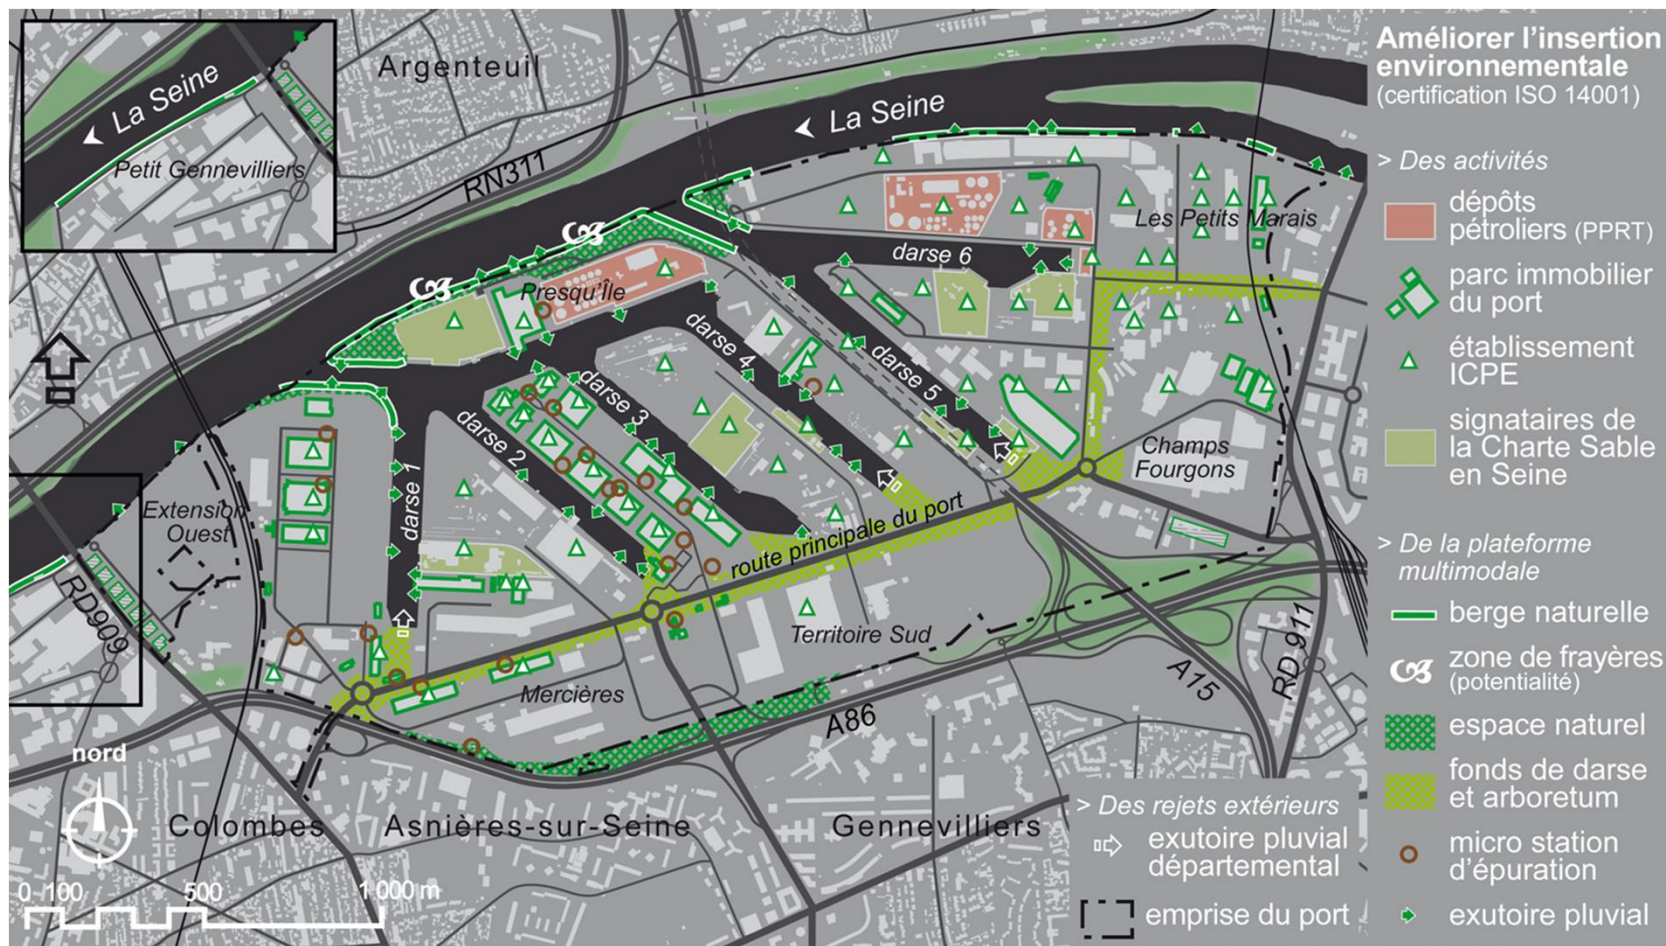 Argenteuil
La Seine
Petit Gennevilliers
RN311
La Seine
Les Petits Marais
darse 6
Presqu'Île
darse 4
darse 5
darse 3
darse 2
darse 1
Champs
Fourgons
Extension
Ouest
route principale du port
Territoire Sud
RD909
Mercières
A86
A15
RD 911
nord
Colombes
Asnières-sur-Seine
Gennevilliers
0 100 500 1 000 m
Améliorer l'insertion
environnementale
(certification ISO 14001)
> Des activités
dépôts
pétroliers (PPRT)
parc immobilier
du port
établissement
ICPE
signataires de
la Charte Sable
en Seine
> De la plateforme
multimodale
berge naturelle
zone de frayères
(potentialité)
espace naturel
fonds de darse
et arboretum
micro station
d'épuration
exutoire pluvial
> Des rejets extérieurs
exutoire pluvial
départemental
emprise du port